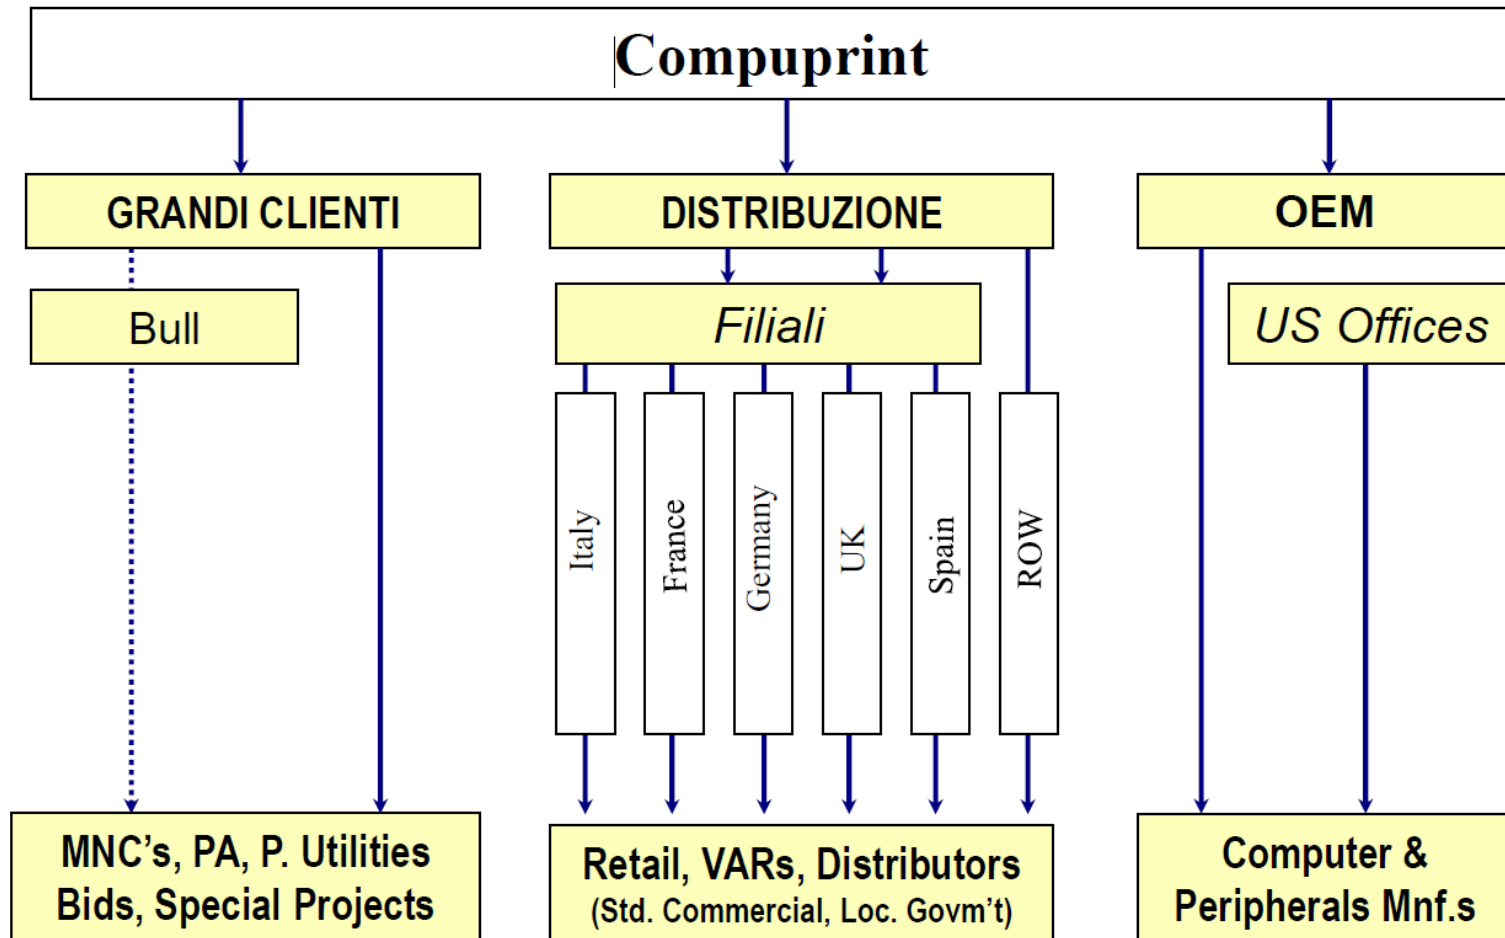 Compuprint
GRANDI CLIENTI
DISTRIBUZIONE
OEM
Bull
Filiali
US Offices
Italy
France
Germany
UK
Spain
ROW
MNC's, PA, P. Utilities
Bids, Special Projects
Retail, VARs, Distributors
(Std. Commercial, Loc. Govm't)
Computer &
Peripherals Mnf.s